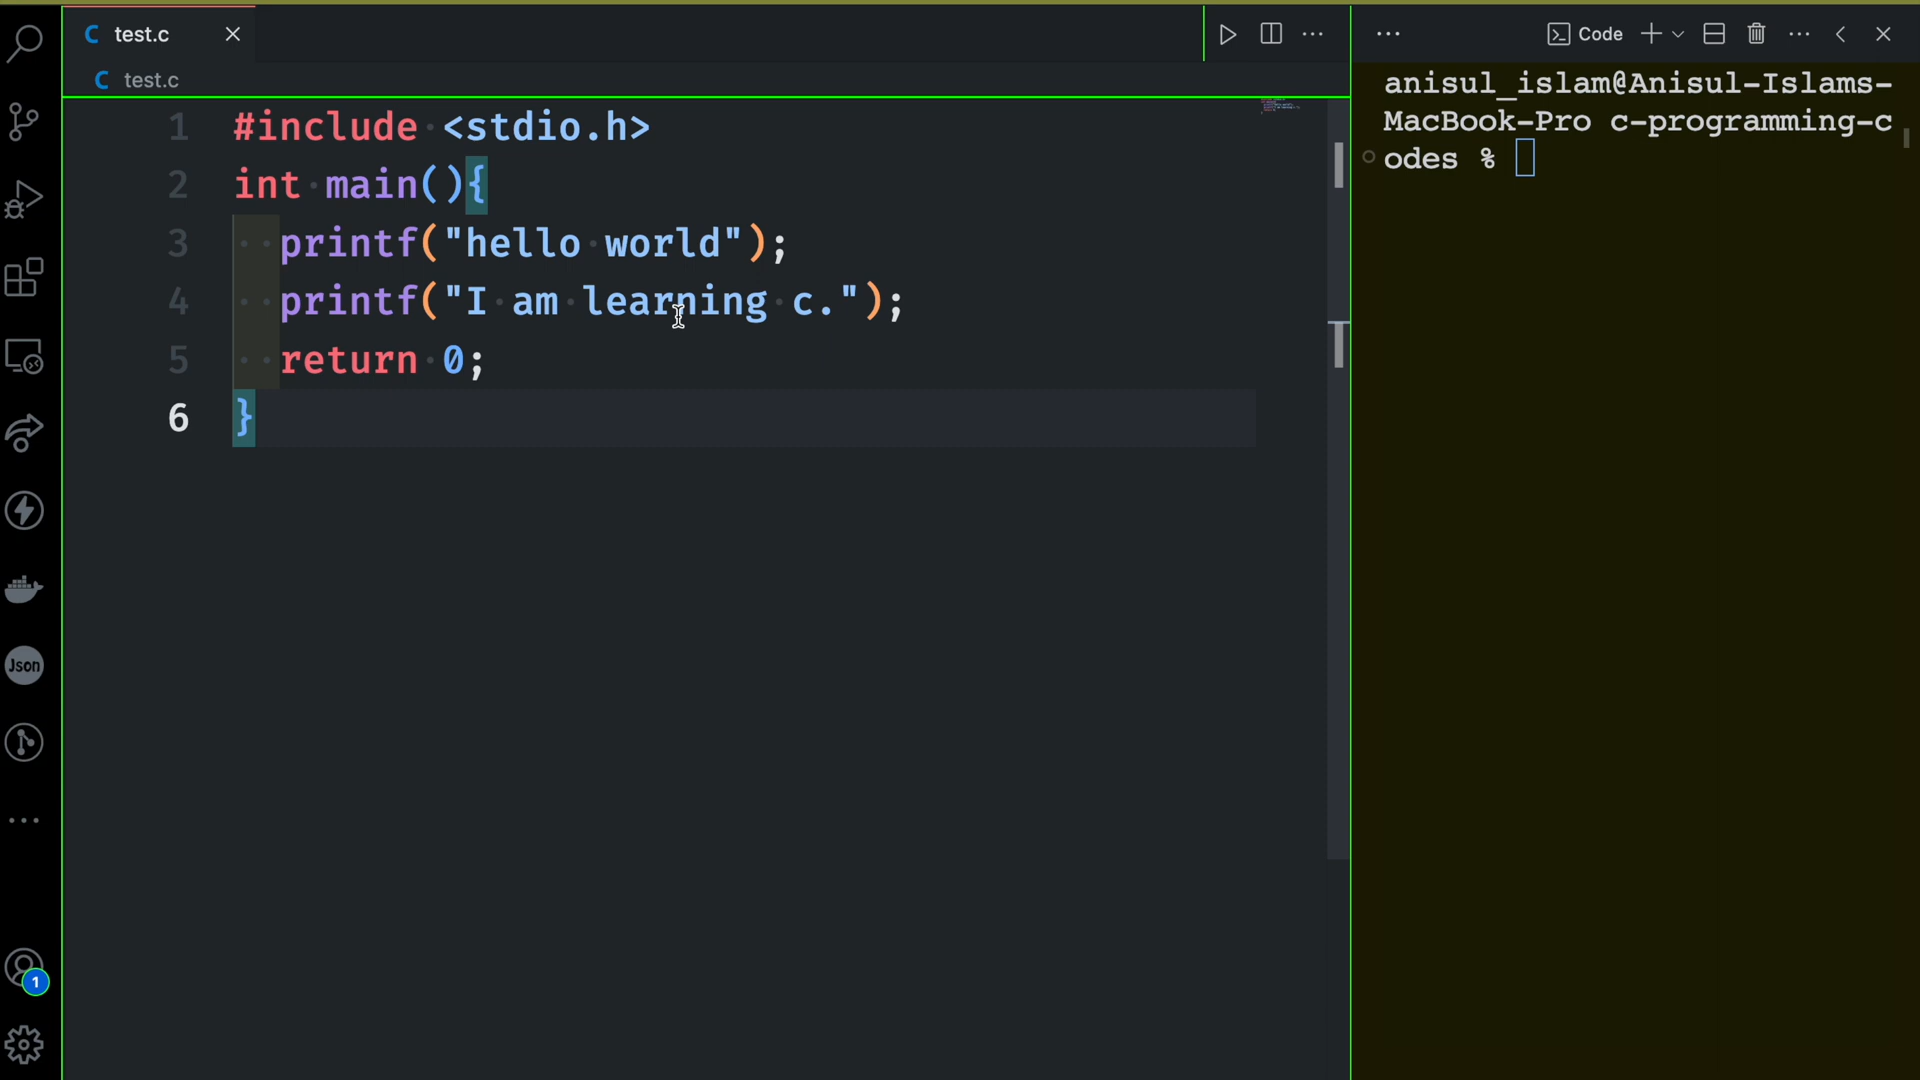 C test.c
Code
C test.c
1 #include <stdio.h>
2 int main(){
3 printf("hello world");
4 printf("I am learning c.");
5 return 0;
6 }
anisul_islam@Anisul-Islams-
MacBook-Pro c-programming-c
odes %
Json
1